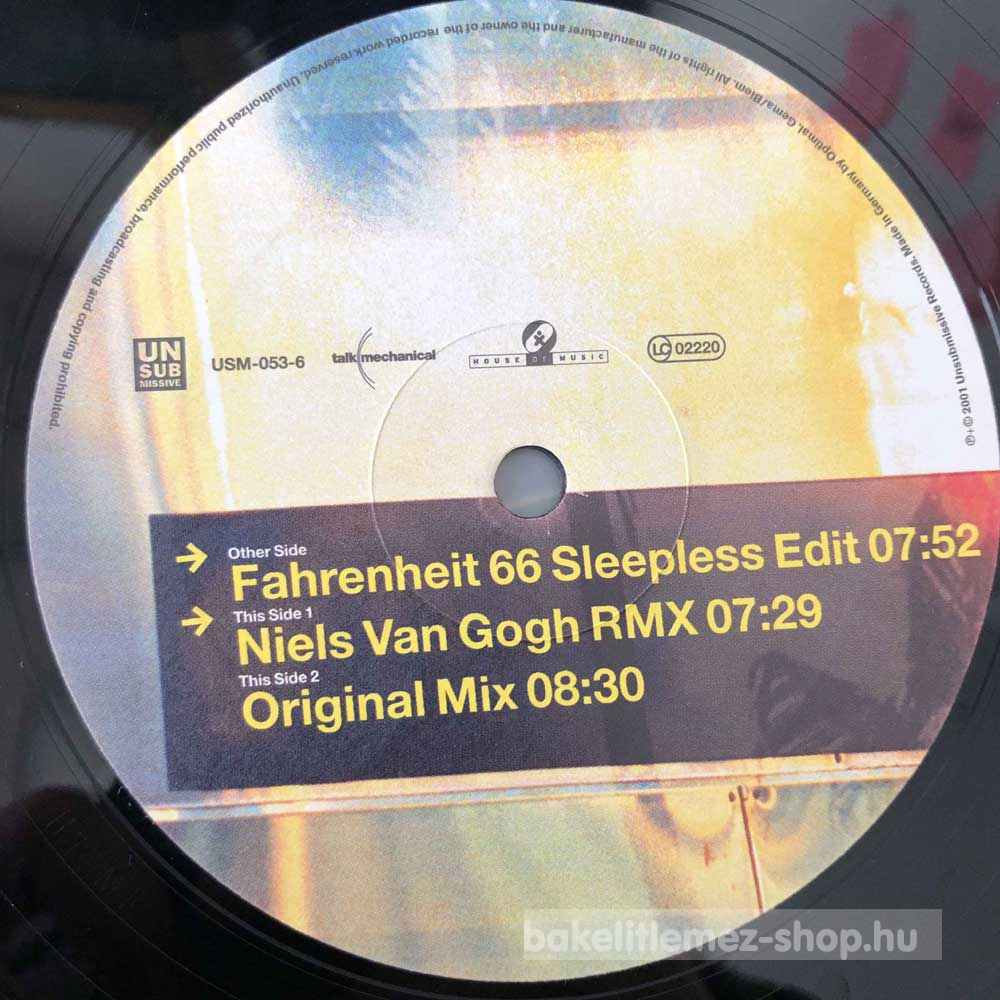 Unauthorized public performance, broadcasting and copying prohibited.
All rights of the manufacturer and the owner of the recorded work reserved.
℗+© 2001 Unsubmissive Records. Made in Germany by Optimal. Gema/Biem.
UN
SUB
MISSIVE
USM-053-6
talk mechanical
HOUSE OF MUSIC
LC 02220
Other Side
Fahrenheit 66 Sleepless Edit 07:52
This Side 1
Niels Van Gogh RMX 07:29
This Side 2
Original Mix 08:30
bakelitlemez-shop.hu